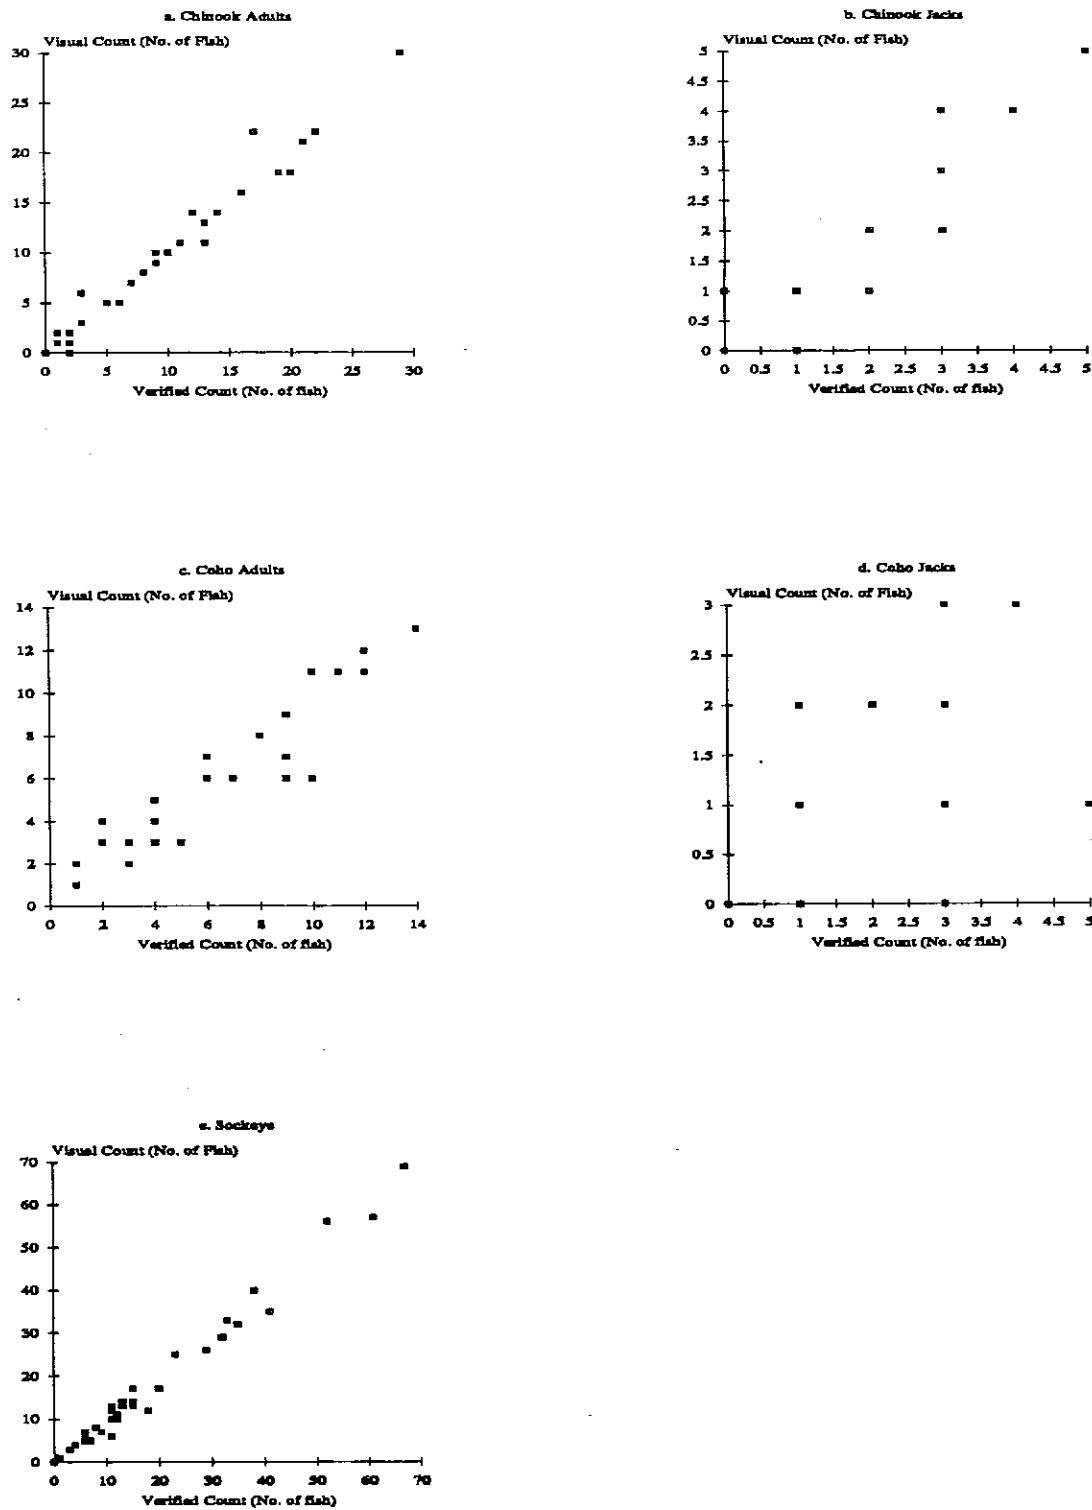 a. Chinook Adults
Visual Count (No. of Fish)
30
25
20
15
10
5
0
0 5 10 15 20 25 30
Verified Count (No. of fish)
b. Chinook Jacks
Visual Count (No. of Fish)
5
4.5
4
3.5
3
2.5
2
1.5
1
0.5
0
0 0.5 1 1.5 2 2.5 3 3.5 4 4.5 5
Verified Count (No. of fish)
c. Coho Adults
Visual Count (No. of Fish)
14
12
10
8
6
4
2
0
0 2 4 6 8 10 12 14
Verified Count (No. of fish)
d. Coho Jacks
Visual Count (No. of Fish)
3
2.5
2
1.5
1
0.5
0
0 0.5 1 1.5 2 2.5 3 3.5 4 4.5 5
Verified Count (No. of fish)
e. Sockeye
Visual Count (No. of Fish)
70
60
50
40
30
20
10
0
0 10 20 30 40 50 60 70
Verified Count (No. of fish)